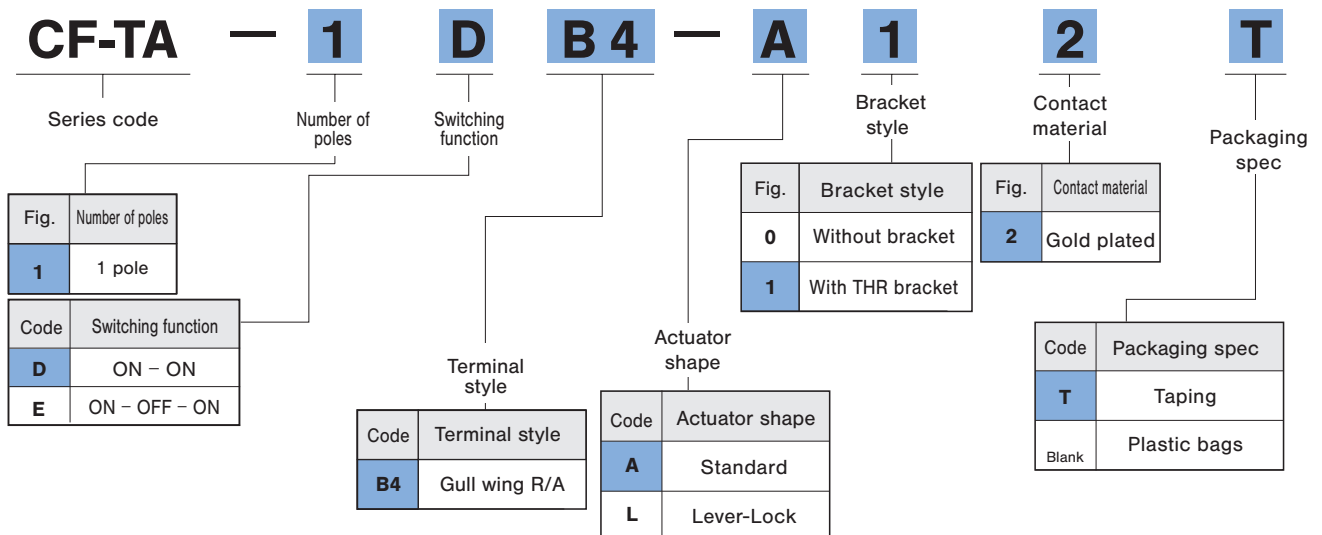 CF-TA — 1 D B4 — A 1 2 T
Series code
Number of
poles
Switching
function
Bracket
style
Contact
material
Packaging
spec
Fig. Number of poles
1 1 pole
Code Switching function
D ON – ON
E ON – OFF – ON
Terminal
style
Code Terminal style
B4 Gull wing R/A
Actuator
shape
Code Actuator shape
A Standard
L Lever-Lock
Fig. Bracket style
0 Without bracket
1 With THR bracket
Fig. Contact material
2 Gold plated
Code Packaging spec
T Taping
Blank Plastic bags